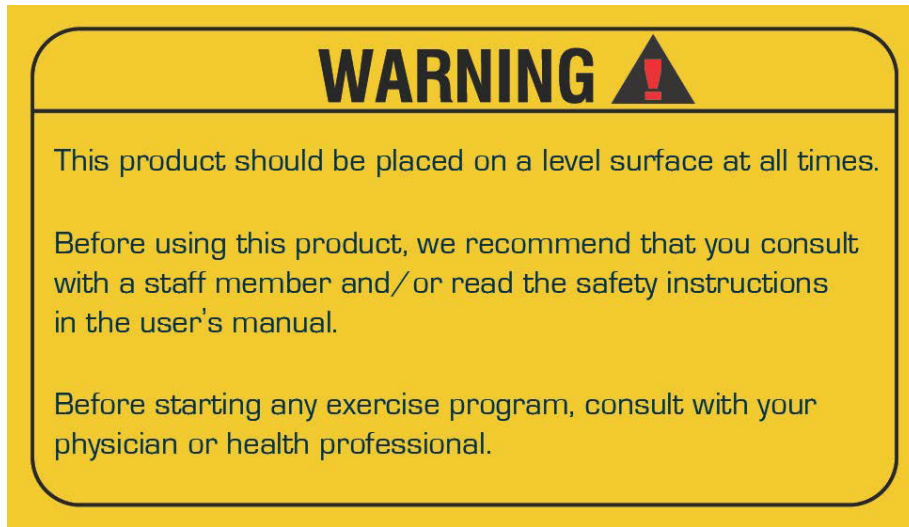 WARNING
This product should be placed on a level surface at all times.
Before using this product, we recommend that you consult
with a staff member and/or read the safety instructions
in the user's manual.
Before starting any exercise program, consult with your
physician or health professional.